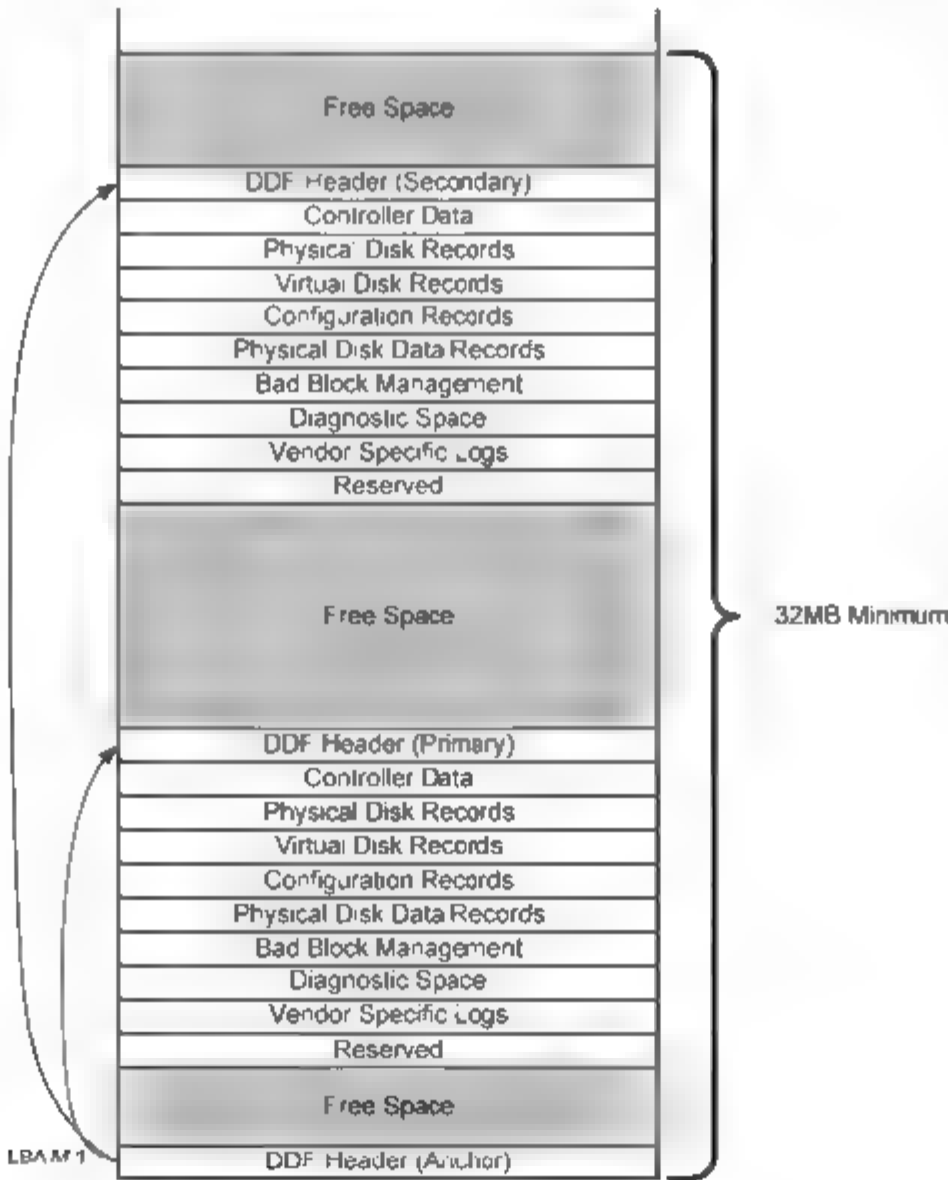 Free Space
DDF Header (Secondary)
Controller Data
Physical Disk Records
Virtual Disk Records
Configuration Records
Physical Disk Data Records
Bad Block Management
Diagnostic Space
Vendor Specific Logs
Reserved
Free Space
32MB Minimum
DDF Header (Primary)
Controller Data
Physical Disk Records
Virtual Disk Records
Configuration Records
Physical Disk Data Records
Bad Block Management
Diagnostic Space
Vendor Specific Logs
Reserved
Free Space
LBA
DDF Header (Anchor)